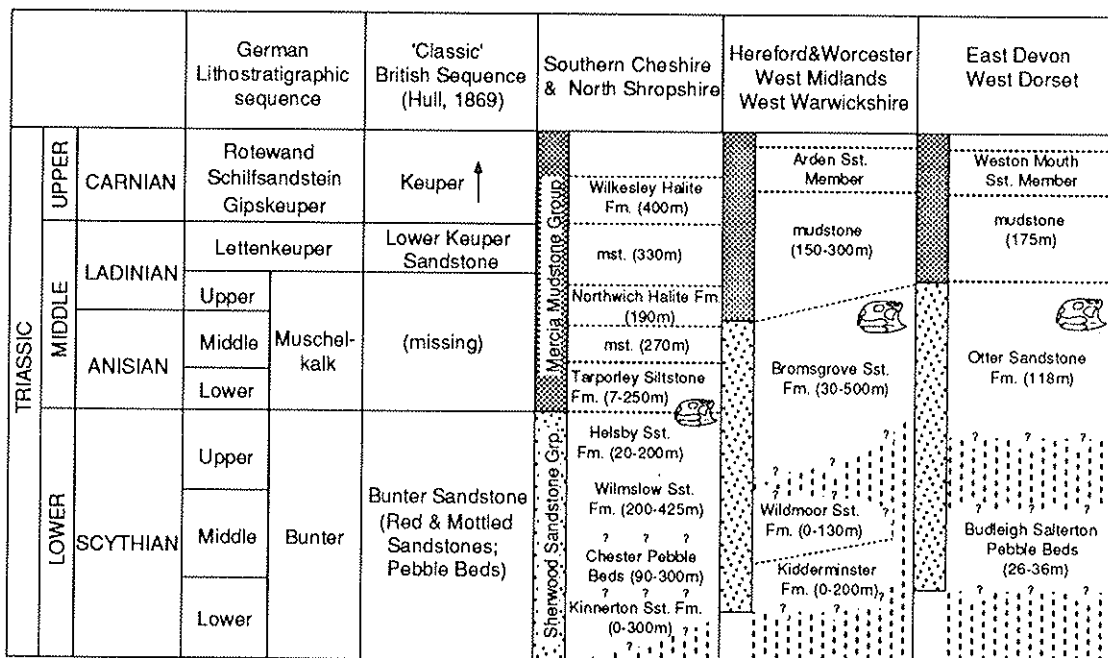 German
Lithostratigraphic
sequence
'Classic'
British Sequence
(Hull, 1869)
Southern Cheshire
& North Shropshire
Hereford&Worcester
West Midlands
West Warwickshire
East Devon
West Dorset
TRIASSIC
UPPER
MIDDLE
LOWER
CARNIAN
LADINIAN
ANISIAN
SCYTHIAN
Rotewand
Schilfsandstein
Gipskeuper
Lettenkeuper
Upper
Middle
Lower
Muschel-
kalk
Upper
Middle
Lower
Bunter
Keuper
Lower Keuper
Sandstone
(missing)
Bunter Sandstone
(Red & Mottled
Sandstones;
Pebble Beds)
Mercia Mudstone Group
Sherwood Sandstone Grp.
Wilkesley Halite
Fm. (400m)
mst. (330m)
Northwich Halite Fm.
(190m)
mst. (270m)
Tarporley Siltstone
Fm. (7-250m)
Helsby Sst.
Fm. (20-200m)
Wilmslow Sst.
Fm. (200-425m)
? ? ? ?
Chester Pebble
Beds (90-300m)
? ? ? ?
Kinnerton Sst. Fm.
(0-300m) ?
?
Arden Sst.
Member
mudstone
(150-300m)
Bromsgrove Sst.
Fm. (30-500m)
?
?
?
Wildmoor Sst.
Fm. (0-130m)
Kidderminster
Fm. (0-200m) ?
? ?
Weston Mouth
Sst. Member
mudstone
(175m)
Otter Sandstone
Fm. (118m)
? ? ? ?
? ? ? ?
Budleigh Salterton
Pebble Beds
(26-36m)
? ? ? ?